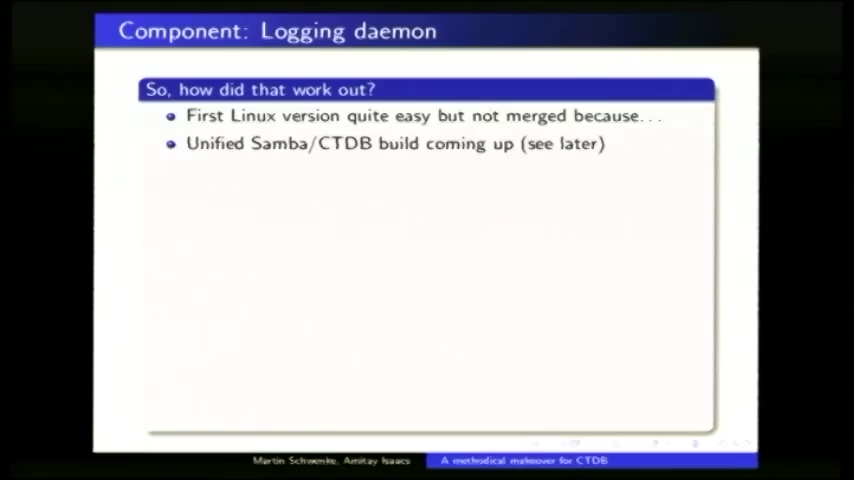 Component: Logging daemon
So, how did that work out?
First Linux version quite easy but not merged because...
Unified Samba/CTDB build coming up (see later)
Martin Schwenke, Amitay Isaacs
A methodical makeover for CTDB